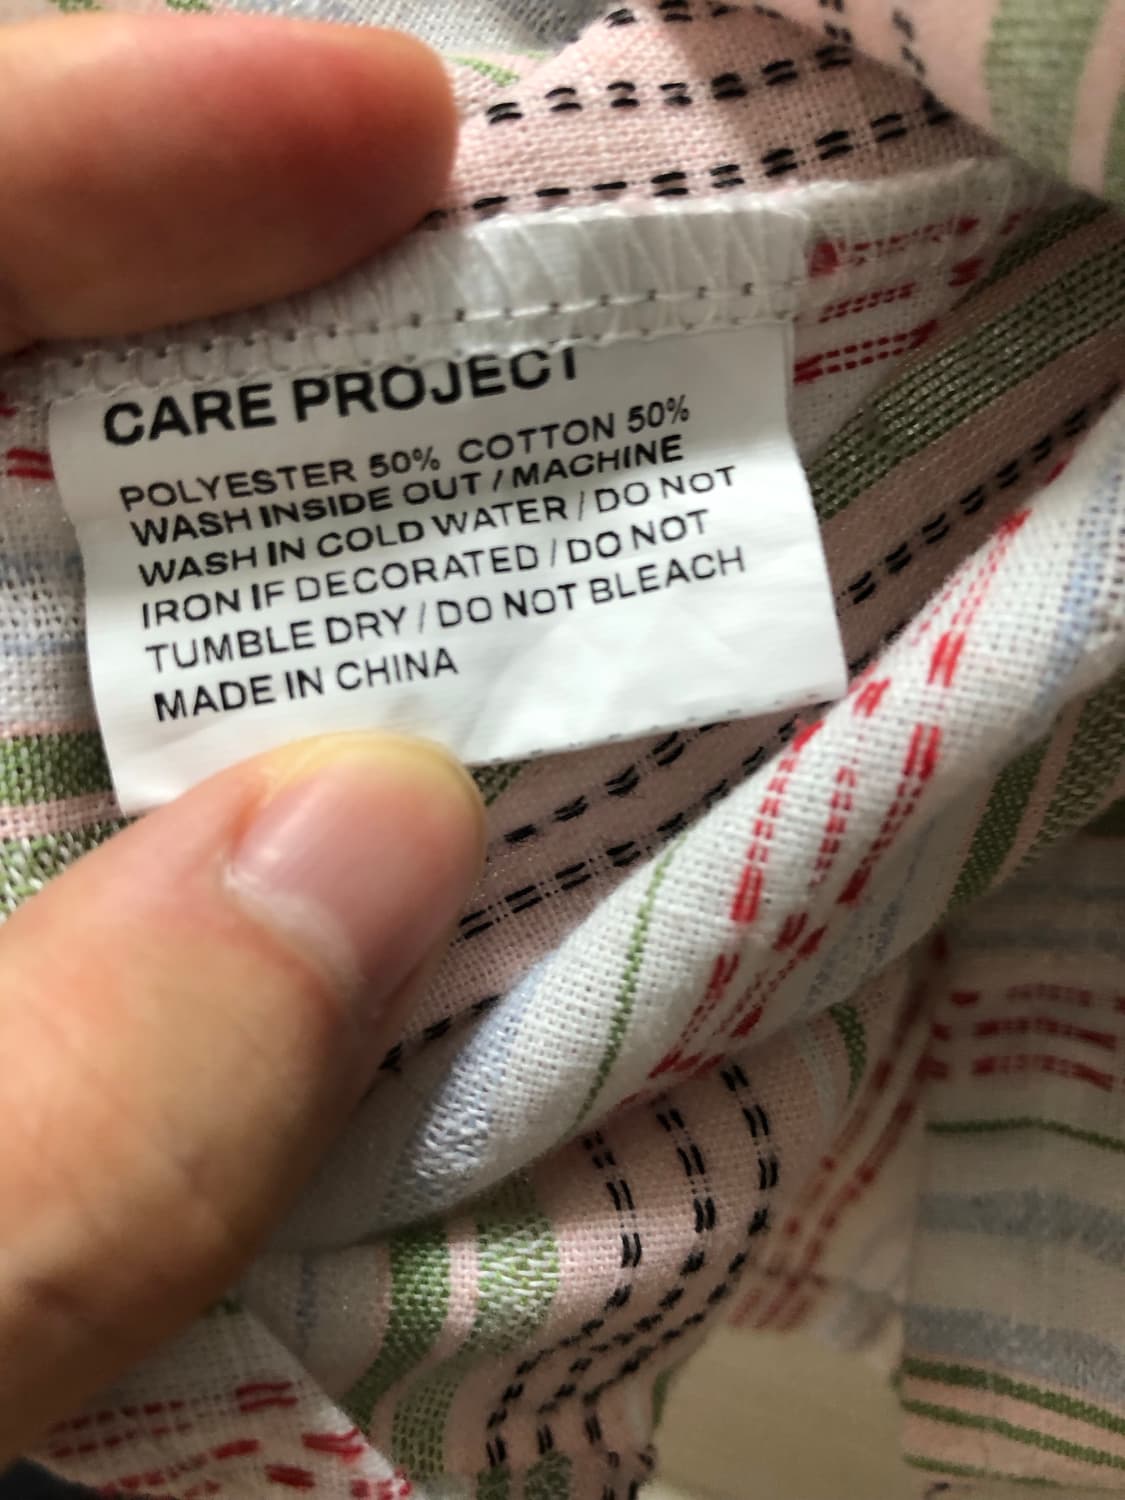 CARE PROJECT
POLYESTER 50% COTTON 50%
WASH INSIDE OUT / MACHINE
WASH IN COLD WATER / DO NOT
IRON IF DECORATED / DO NOT
TUMBLE DRY / DO NOT BLEACH
MADE IN CHINA